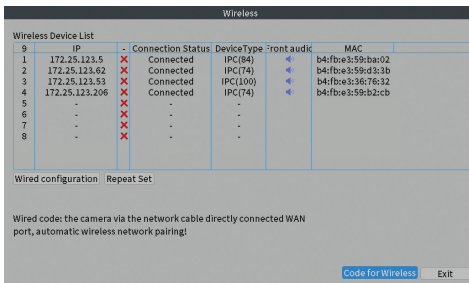 Wireless
Wireless Device List
9 IP - Connection Status DeviceType Front audio MAC
1 172.25.123.5 Connected IPC(84) b4:fb:e3:59:ba:02
2 172.25.123.62 Connected IPC(74) b4:fb:e3:59:d3:3b
3 172.25.123.53 Connected IPC(100) b4:fb:e3:36:76:32
4 172.25.123.206 Connected IPC(74) b4:fb:e3:59:b2:cb
5 - - -
6 - - -
7 - - -
8 - - -
Wired configuration Repeat Set
Wired code: the camera via the network cable directly connected WAN
port, automatic wireless network pairing!
Code for Wireless Exit